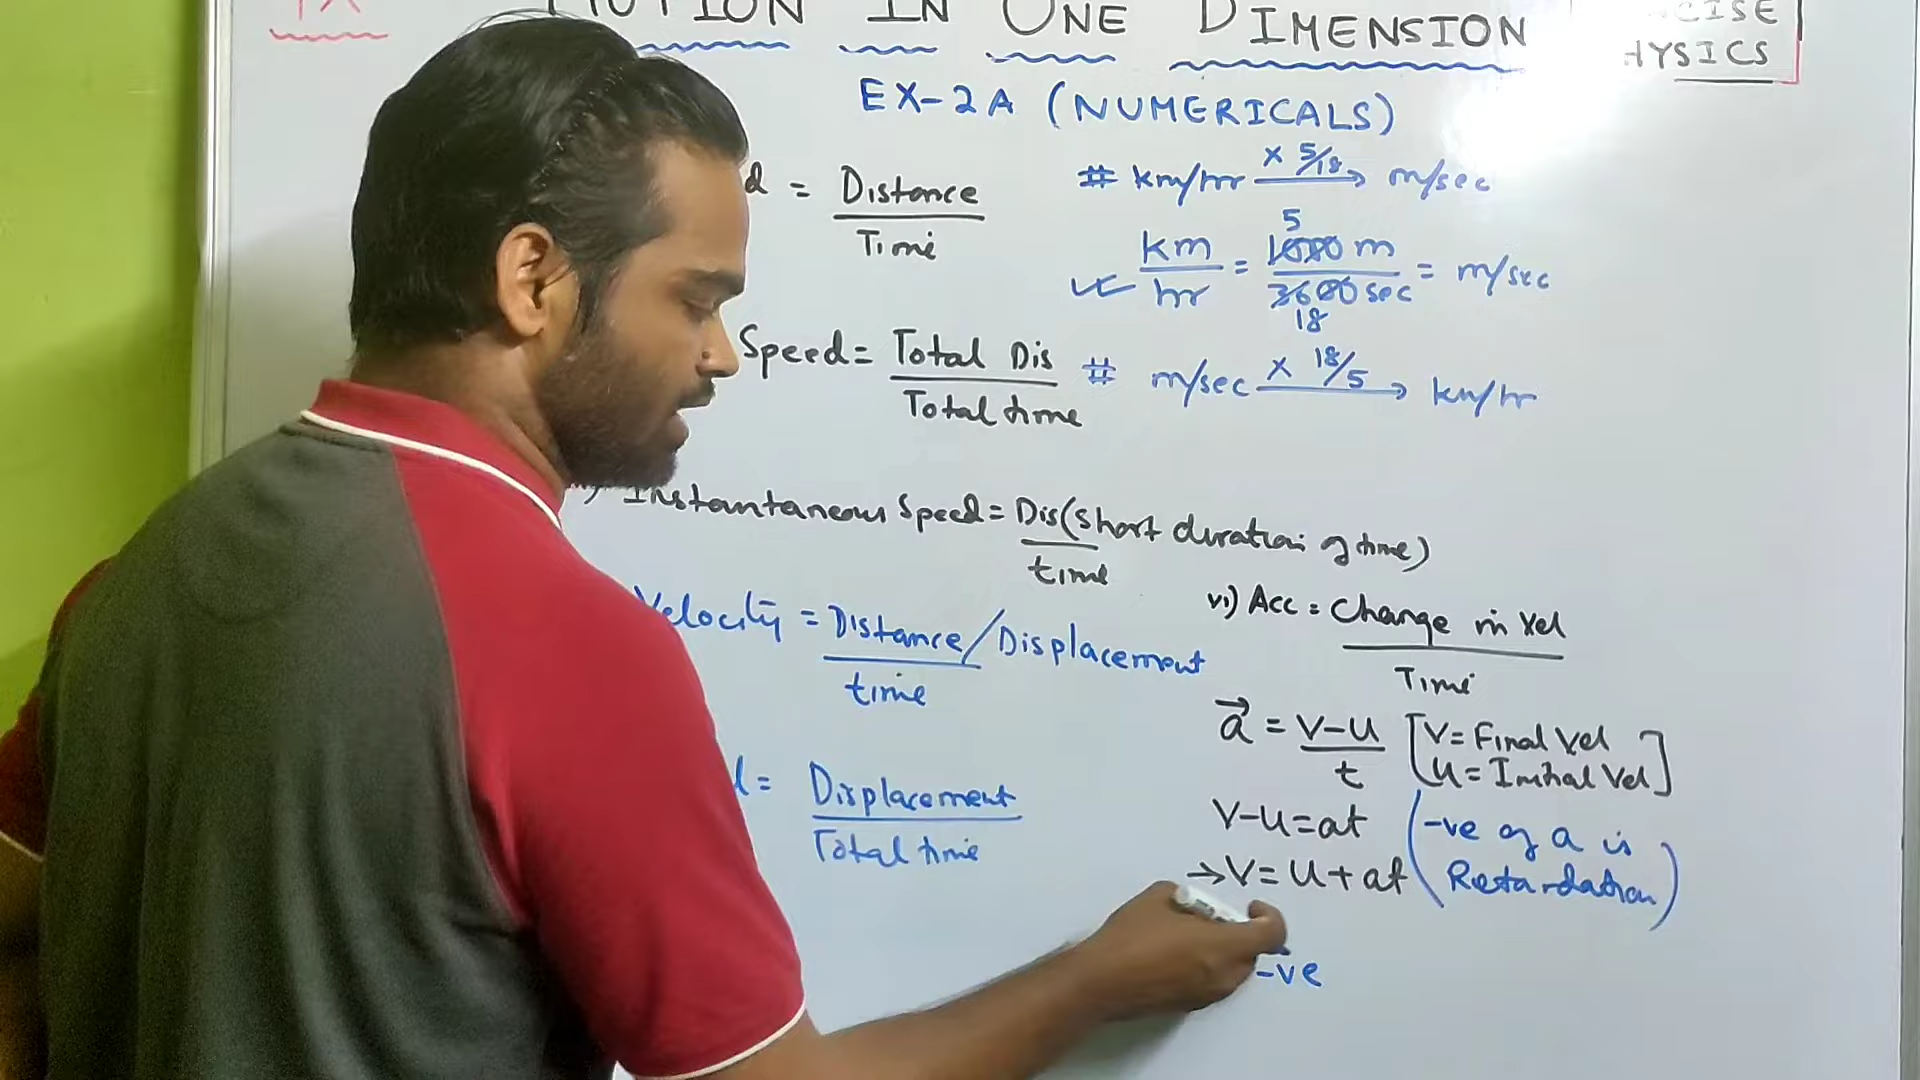 IX MOTION IN ONE DIMENSION
PHYSICS
EX-2A (NUMERICALS)
= Distance
Time
# km/hr × 5/18 → m/sec
5
km/hr = 1000 m/3600 sec = m/sec
18
Speed = Total Dis
Total time
# m/sec × 18/5 → km/hr
Instantaneous Speed = Dis (short duration of time)
time
Velocity = Distance/Displacement
time
= Displacement
Total time
vi) Acc = Change in Vel
Time
a⃗ = v-u
t
[V= Final Vel
U= Initial Vel]
V-U=at
→V= U+at
(-ve of a is
Retardation)
-ve